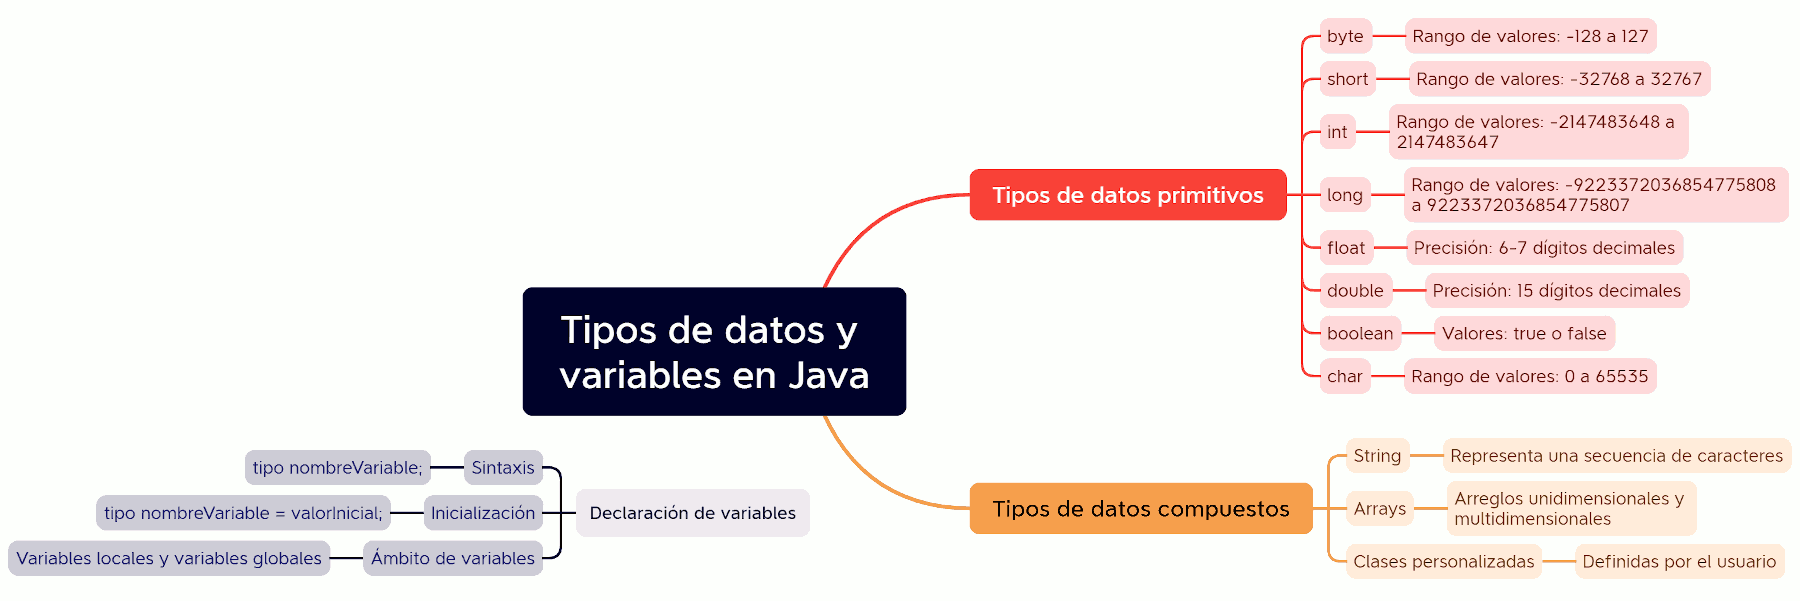 Tipos de datos y
variables en Java
Tipos de datos primitivos
byte
Rango de valores: -128 a 127
short
Rango de valores: -32768 a 32767
int
Rango de valores: -2147483648 a
2147483647
long
Rango de valores: -9223372036854775808
a 9223372036854775807
float
Precisión: 6-7 dígitos decimales
double
Precisión: 15 dígitos decimales
boolean
Valores: true o false
char
Rango de valores: 0 a 65535
Tipos de datos compuestos
String
Representa una secuencia de caracteres
Arrays
Arreglos unidimensionales y
multidimensionales
Clases personalizadas
Definidas por el usuario
Declaración de variables
Sintaxis
tipo nombreVariable;
Inicialización
tipo nombreVariable = valorInicial;
Ámbito de variables
Variables locales y variables globales